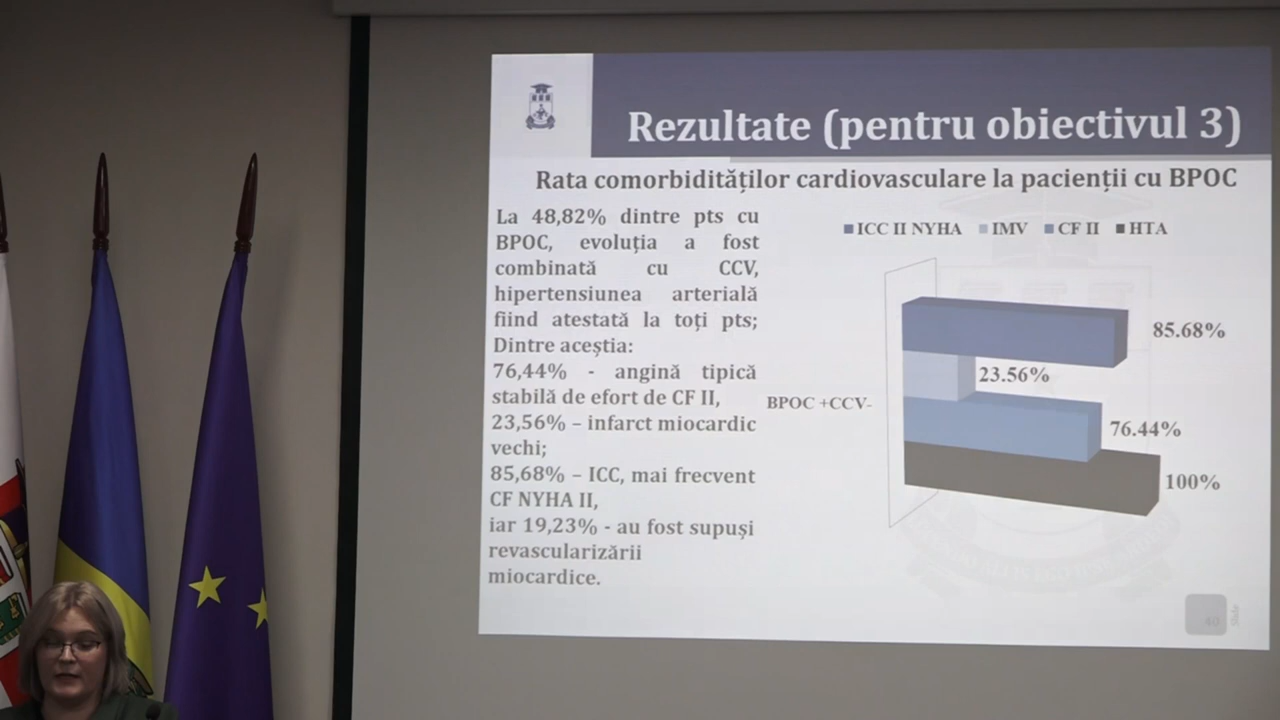 Rezultate (pentru obiectivul 3)
Rata comorbidităților cardiovasculare la pacienții cu BPOC
La 48,82% dintre pts cu
BPOC, evoluția a fost
combinată cu CCV,
hipertensiunea arterială
fiind atestată la toți pts;
Dintre aceștia:
76,44% - angină tipică
stabilă de efort de CF II,
23,56% – infarct miocardic
vechi;
85,68% – ICC, mai frecvent
CF NYHA II,
iar 19,23% - au fost supuși
revascularizării
miocardice.
ICC II NYHA IMV CF II HTA
85.68%
23.56%
BPOC +CCV-
76.44%
100%
40
Slide